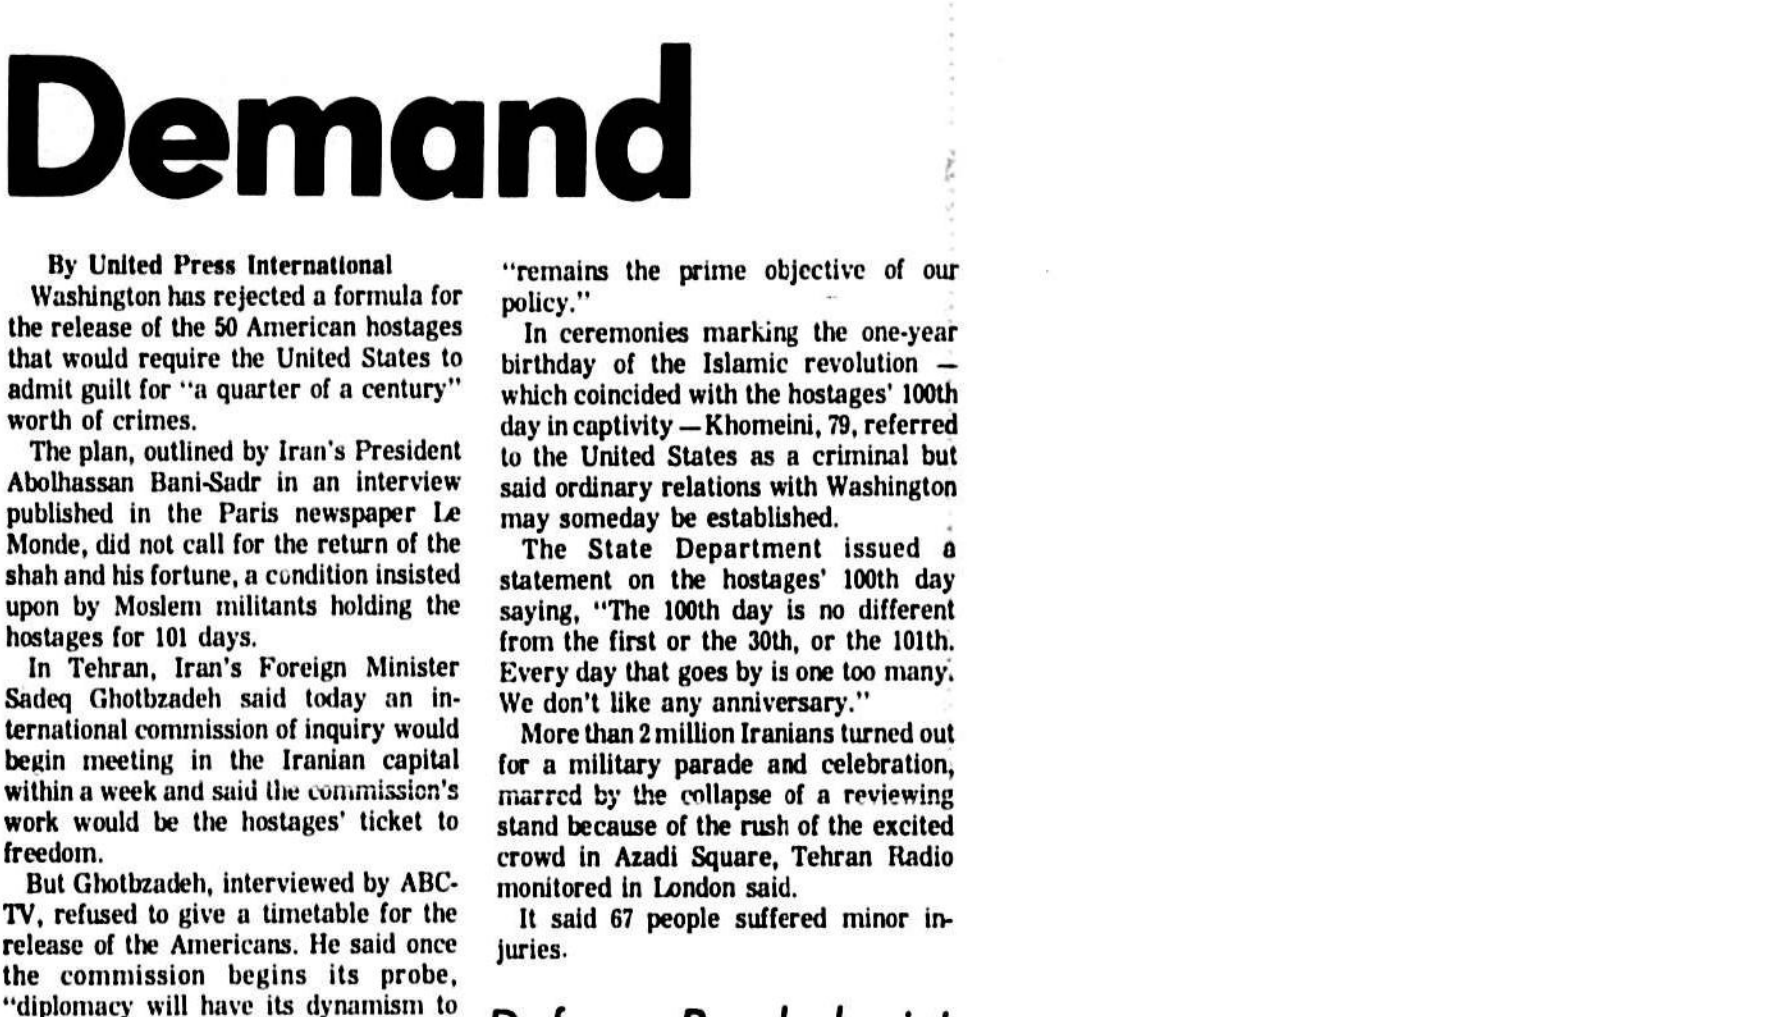 Demand
By United Press International
Washington has rejected a formula for
the release of the 50 American hostages
that would require the United States to
admit guilt for "a quarter of a century"
worth of crimes.
The plan, outlined by Iran's President
Abolhassan Bani-Sadr in an interview
published in the Paris newspaper Le
Monde, did not call for the return of the
shah and his fortune, a condition insisted
upon by Moslem militants holding the
hostages for 101 days.
In Tehran, Iran's Foreign Minister
Sadeq Ghotbzadeh said today an in-
ternational commission of inquiry would
begin meeting in the Iranian capital
within a week and said the commission's
work would be the hostages' ticket to
freedom.
But Ghotbzadeh, interviewed by ABC-
TV, refused to give a timetable for the
release of the Americans. He said once
the commission begins its probe,
"diplomacy will have its dynamism to
"remains the prime objective of our
policy."
In ceremonies marking the one-year
birthday of the Islamic revolution —
which coincided with the hostages' 100th
day in captivity — Khomeini, 79, referred
to the United States as a criminal but
said ordinary relations with Washington
may someday be established.
The State Department issued a
statement on the hostages' 100th day
saying, "The 100th day is no different
from the first or the 30th, or the 101th.
Every day that goes by is one too many.
We don't like any anniversary."
More than 2 million Iranians turned out
for a military parade and celebration,
marred by the collapse of a reviewing
stand because of the rush of the excited
crowd in Azadi Square, Tehran Radio
monitored in London said.
It said 67 people suffered minor in-
juries.